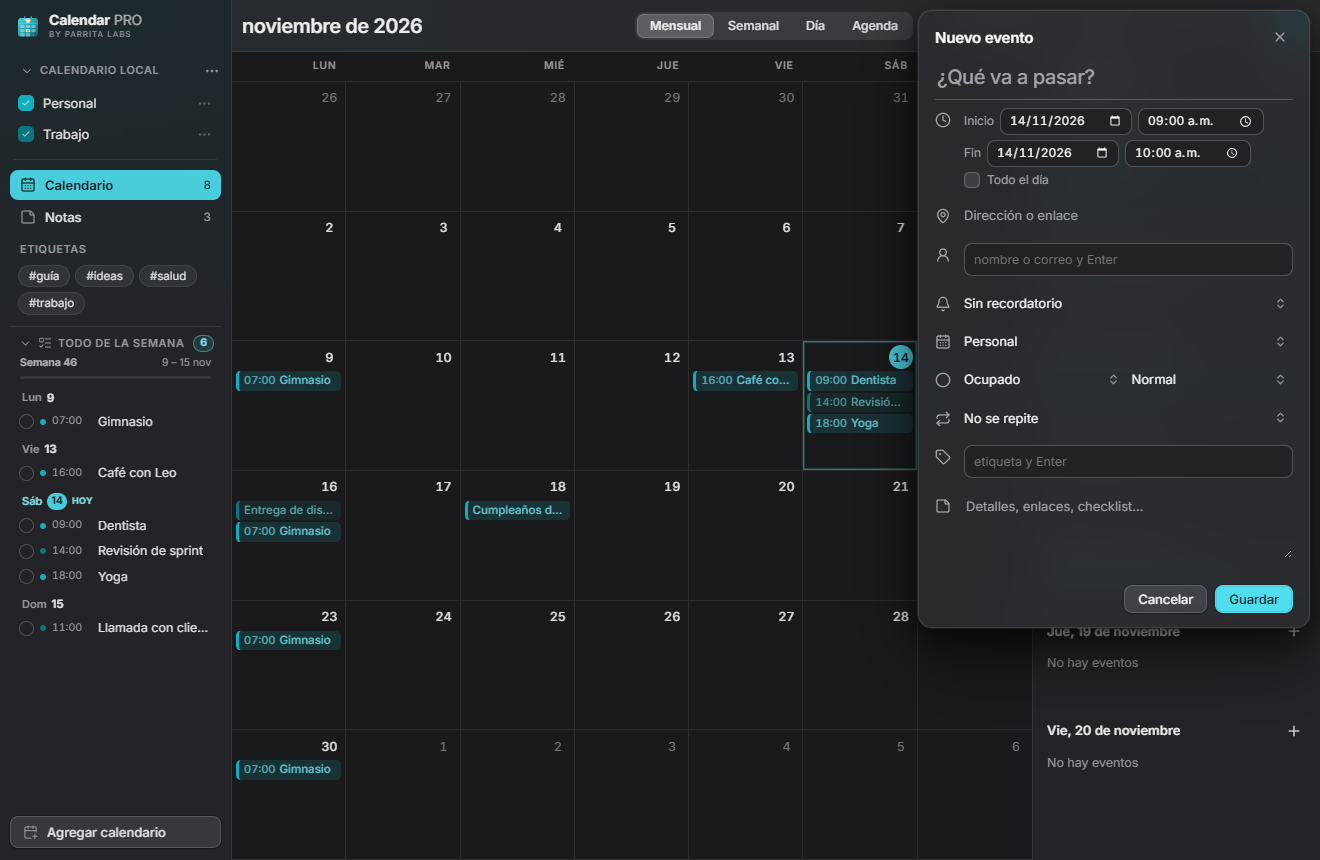 Calendar PRO
BY PARRITA LABS
CALENDARIO LOCAL
Personal
Trabajo
Calendario 8
Notas 3
ETIQUETAS
#guía #ideas #salud
#trabajo
TODO DE LA SEMANA 6
Semana 46 9 – 15 nov
Lun 9
07:00 Gimnasio
Vie 13
16:00 Café con Leo
Sáb 14 HOY
09:00 Dentista
14:00 Revisión de sprint
18:00 Yoga
Dom 15
11:00 Llamada con clie...
Agregar calendario
noviembre de 2026
Mensual Semanal Día Agenda
LUN MAR MIÉ JUE VIE SÁB
26 27 28 29 30 31
2 3 4 5 6 7
9 10 11 12 13 14
07:00 Gimnasio
16:00 Café co...
09:00 Dentista
14:00 Revisió...
18:00 Yoga
16 17 18 19 20 21
Entrega de dis...
07:00 Gimnasio
Cumpleaños d...
23 24 25 26 27 28
07:00 Gimnasio
30 1 2 3 4 5 6
07:00 Gimnasio
Nuevo evento
¿Qué va a pasar?
Inicio 14/11/2026 09:00 a.m.
Fin 14/11/2026 10:00 a.m.
Todo el día
Dirección o enlace
nombre o correo y Enter
Sin recordatorio
Personal
Ocupado Normal
No se repite
etiqueta y Enter
Detalles, enlaces, checklist...
Cancelar Guardar
Jue, 19 de noviembre
No hay eventos
Vie, 20 de noviembre
No hay eventos